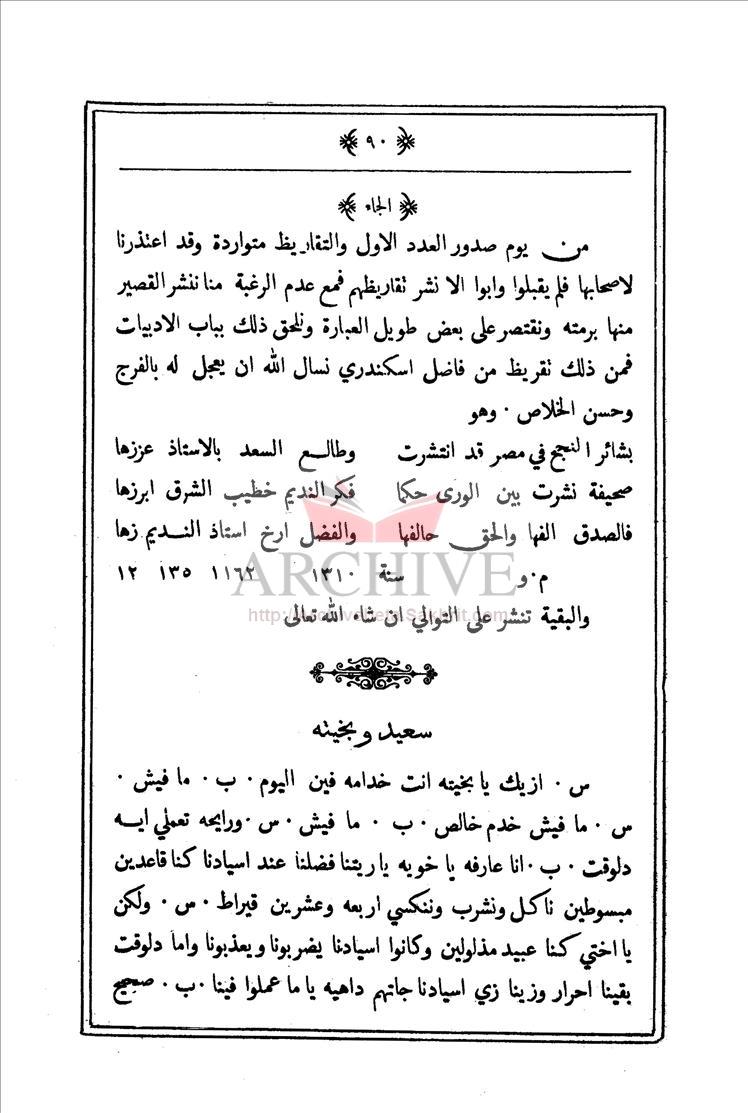 ٩٠
الجاء
من يوم صدور العدد الاول والتقاريظ متواردة وقد اعتذرنا
لاصحابها فلم يقبلوا وابوا الا نشر تقاريظهم فمع عدم الرغبة منا ننشر القصير
منها برمته ونقتصر على بعض طويل العبارة ونلحق ذلك بباب الادبيات
فمن ذلك تقريظ من فاضل اسكندري نسال الله ان يعجل له بالفرج
وحسن الخلاص · وهو
بشائر النجح في مصر قد انتشرت وطالع السعد بالاستاذ عززها
صحيفة نشرت بين الورى حكما فكر النديم خطيب الشرق ابرزها
فالصدق الفها والحق حالفها والفضل ارخ استاذ النديم زها
م · و سنة ١٣١٠ ١١٦٢ ١٣٥ ١٢
ARCHIVE
والبقية تنشر على التوالي ان شاء الله تعالى
سعيد وبخيته
س · ازيك يا بخيته انت خدامه فين اليوم · ب · ما فيش ·
س · ما فيش خدم خالص · ب · ما فيش · س · ورايحه تعملي ايه
دلوقت · ب · انا عارفه يا خويه يا ريتنا فضلنا عند اسيادنا كنا قاعدين
مبسوطين ناكل ونشرب وننكسي اربعه وعشرين قيراط · س · ولكن
يا اختي كنا عبيد مذلولين وكانوا اسيادنا يضربونا ويعذبونا واما دلوقت
بقينا احرار وزينا زي اسيادنا جاتهم داهيه يا ما عملوا فينا · ب · صحيح